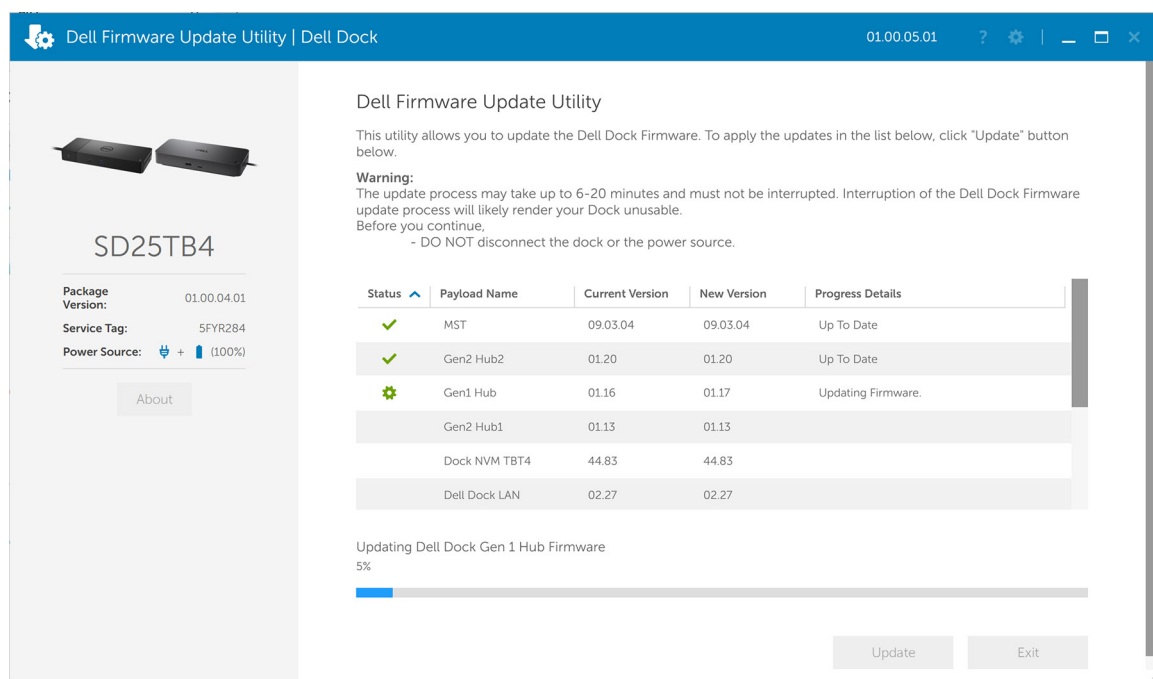 Dell Firmware Update Utility | Dell Dock
01.00.05.01
?
SD25TB4
Package Version: 01.00.04.01
Service Tag: 5FYR284
Power Source: + (100%)
About
Dell Firmware Update Utility
This utility allows you to update the Dell Dock Firmware. To apply the updates in the list below, click "Update" button
below.
Warning:
The update process may take up to 6-20 minutes and must not be interrupted. Interruption of the Dell Dock Firmware
update process will likely render your Dock unusable.
Before you continue,
- DO NOT disconnect the dock or the power source.
Status Payload Name Current Version New Version Progress Details
MST 09.03.04 09.03.04 Up To Date
Gen2 Hub2 01.20 01.20 Up To Date
Gen1 Hub 01.16 01.17 Updating Firmware.
Gen2 Hub1 01.13 01.13
Dock NVM TBT4 44.83 44.83
Dell Dock LAN 02.27 02.27
Updating Dell Dock Gen 1 Hub Firmware
5%
Update Exit